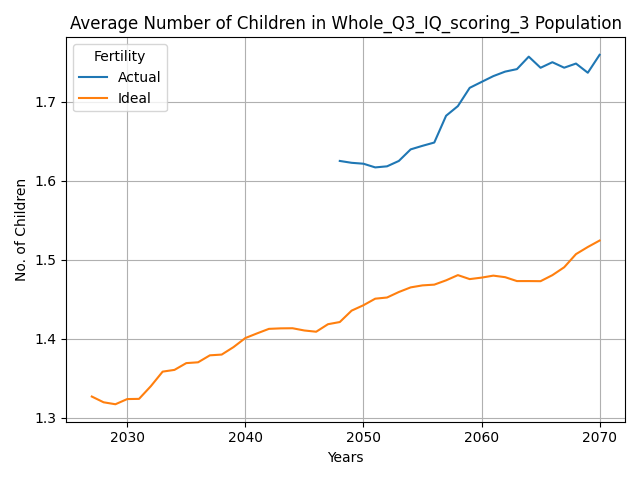 Average Number of Children in Whole_Q3_IQ_scoring_3 Population
Fertility
Actual
Ideal
No. of Children
1.7
1.6
1.5
1.4
1.3
2030 2040 2050 2060 2070
Years